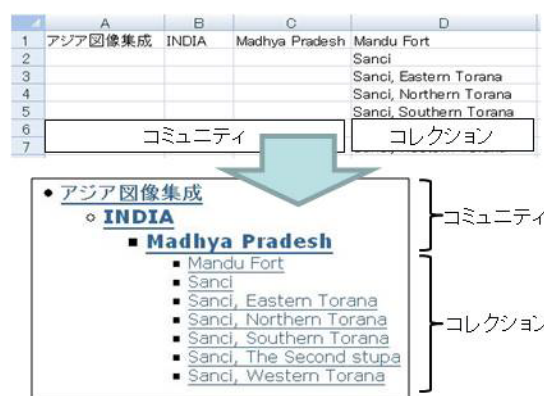 A B C D
1 アジア図像集成 INDIA Madhya Pradesh Mandu Fort
2 Sanci
3 Sanci, Eastern Torana
4 Sanci, Northern Torana
5 Sanci, Southern Torana
6 コミュニティ コレクション
7
• アジア図像集成
○ INDIA
■ Madhya Pradesh
■ Mandu Fort
■ Sanci
■ Sanci, Eastern Torana
■ Sanci, Northern Torana
■ Sanci, Southern Torana
■ Sanci, The Second stupa
■ Sanci, Western Torana
コミュニティ
コレクション